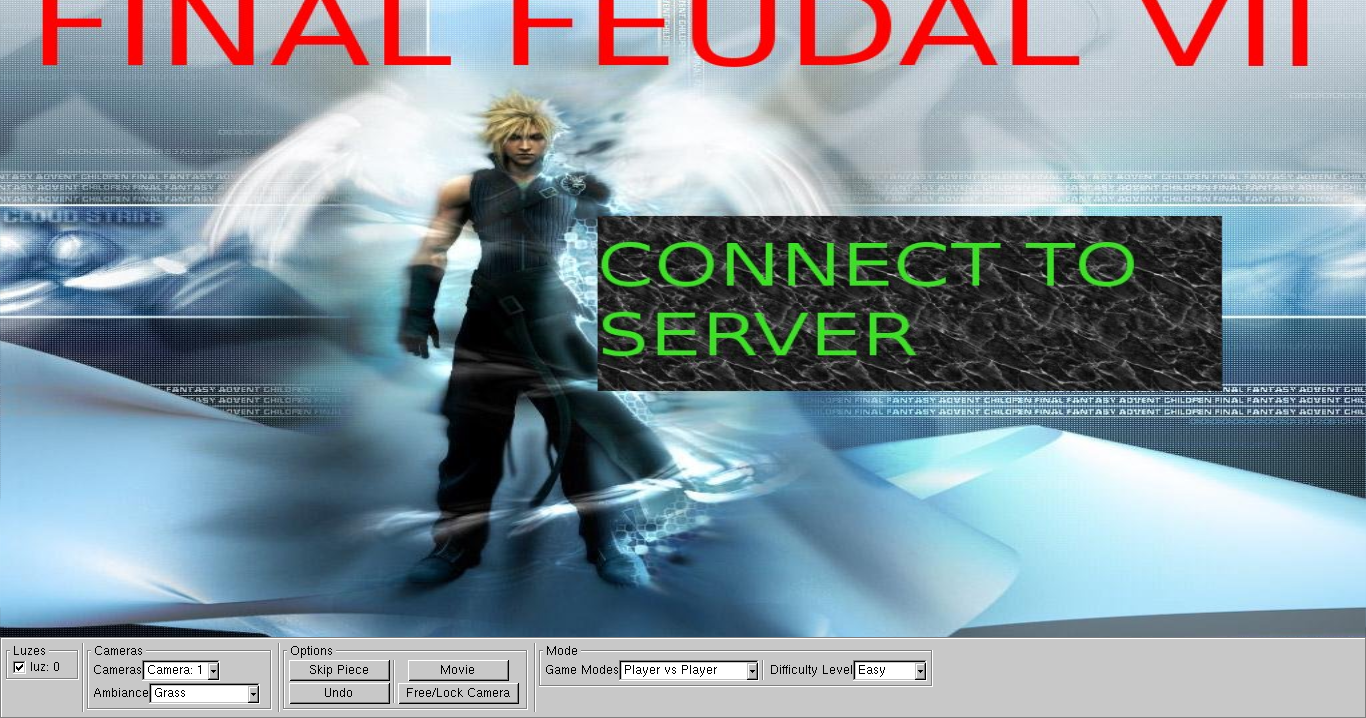 FINAL FEUDAL VII
CLOUD STRIFE
CONNECT TO
SERVER
Luzes
luz: 0
Cameras
Cameras Camera: 1
Ambiance Grass
Options
Skip Piece
Movie
Undo
Free/Lock Camera
Mode
Game Modes Player vs Player
Difficulty Level Easy